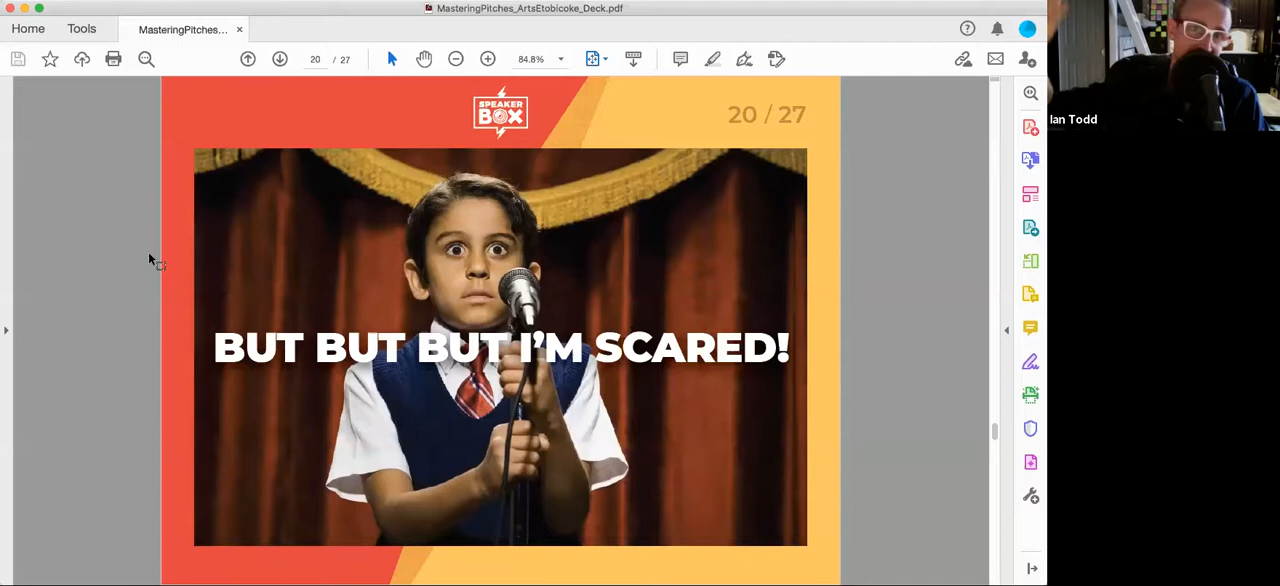 MasteringPitches_ArtsEtobicoke_Deck.pdf
Home Tools MasteringPitches... ×
20 / 27 84.8%
SPEAKER
BOX
20 / 27
BUT BUT BUT I'M SCARED!
Ian Todd